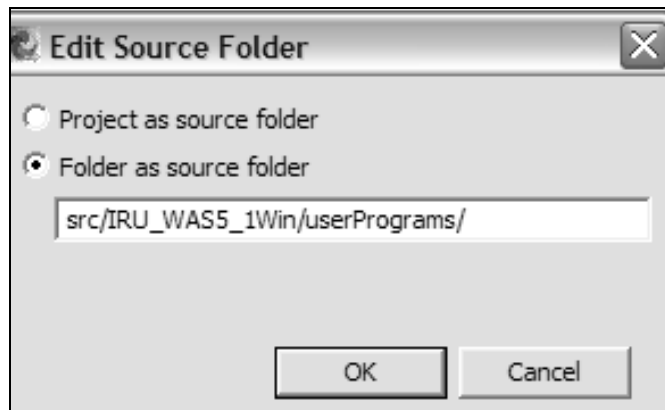 Edit Source Folder
Project as source folder
Folder as source folder
src/IRU_WAS5_1Win/userPrograms/
OK Cancel